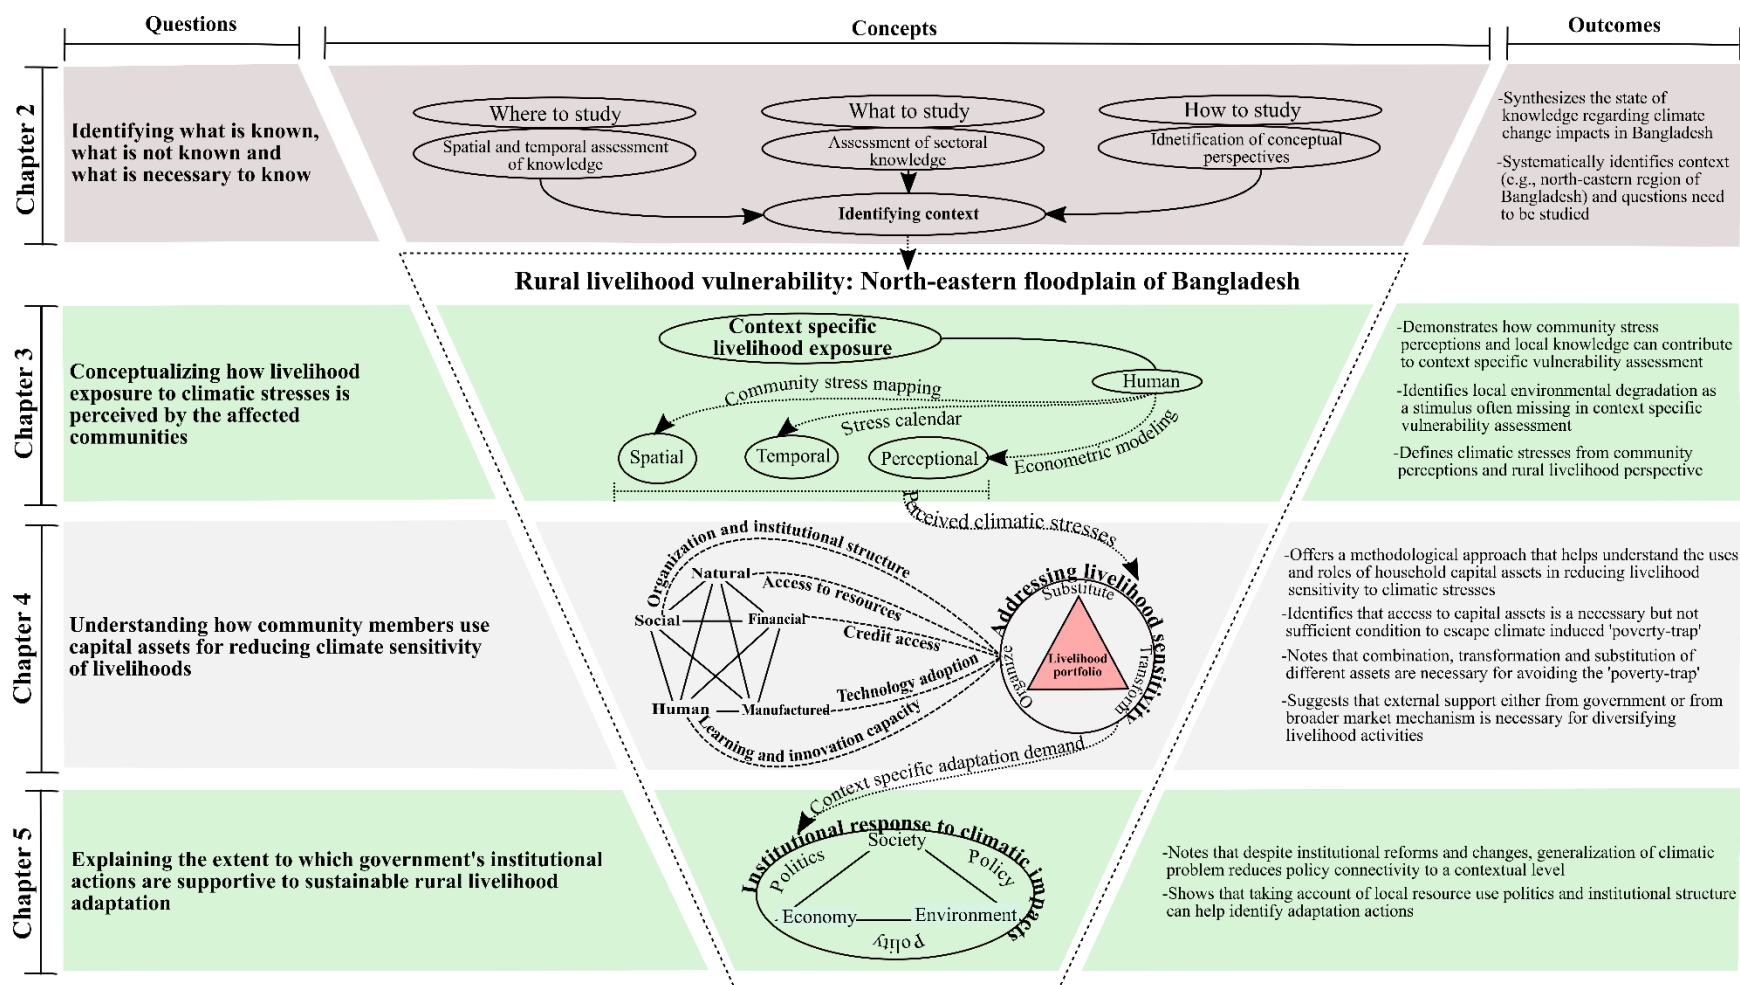 Questions
Concepts
Outcomes
Chapter 2
Identifying what is known,
what is not known and
what is necessary to know
Where to study
Spatial and temporal assessment
of knowledge
What to study
Assessment of sectoral
knowledge
How to study
Idnetification of conceptual
perspectives
Identifying context
-Synthesizes the state of
knowledge regarding climate
change impacts in Bangladesh
-Systematically identifies context
(e.g., north-eastern region of
Bangladesh) and questions need
to be studied
Rural livelihood vulnerability: North-eastern floodplain of Bangladesh
Chapter 3
Conceptualizing how livelihood
exposure to climatic stresses is
perceived by the affected
communities
Context specific
livelihood exposure
Human
Community stress mapping
Stress calendar
Econometric modeling
Spatial
Temporal
Perceptional
-Demonstrates how community stress
perceptions and local knowledge can contribute
to context specific vulnerability assessment
-Identifies local environmental degradation as
a stimulus often missing in context specific
vulnerability assessment
-Defines climatic stresses from community
perceptions and rural livelihood perspective
Perceived climatic stresses
Chapter 4
Understanding how community members use
capital assets for reducing climate sensitivity
of livelihoods
Organization and institutional structure
Natural
Access to resources
Social
Financial
Credit access
Technology adoption
Human
Manufactured
Learning and innovation capacity
Addressing livelihood sensitivity
Substitute
Organize
Transform
Livelihood
portfolio
-Offers a methodological approach that helps understand the uses
and roles of household capital assets in reducing livelihood
sensitivity to climatic stresses
-Identifies that access to capital assets is a necessary but not
sufficient condition to escape climate induced 'poverty-trap'
-Notes that combination, transformation and substitution of
different assets are necessary for avoiding the 'poverty-trap'
-Suggests that external support either from government or from
broader market mechanism is necessary for diversifying
livelihood activities
Context specific adaptation demand
Chapter 5
Explaining the extent to which government's institutional
actions are supportive to sustainable rural livelihood
adaptation
Institutional response to climatic impacts
Society
Politics
Policy
Economy
Environment
Polity
-Notes that despite institutional reforms and changes, generalization of climatic
problem reduces policy connectivity to a contextual level
-Shows that taking account of local resource use politics and institutional structure
can help identify adaptation actions